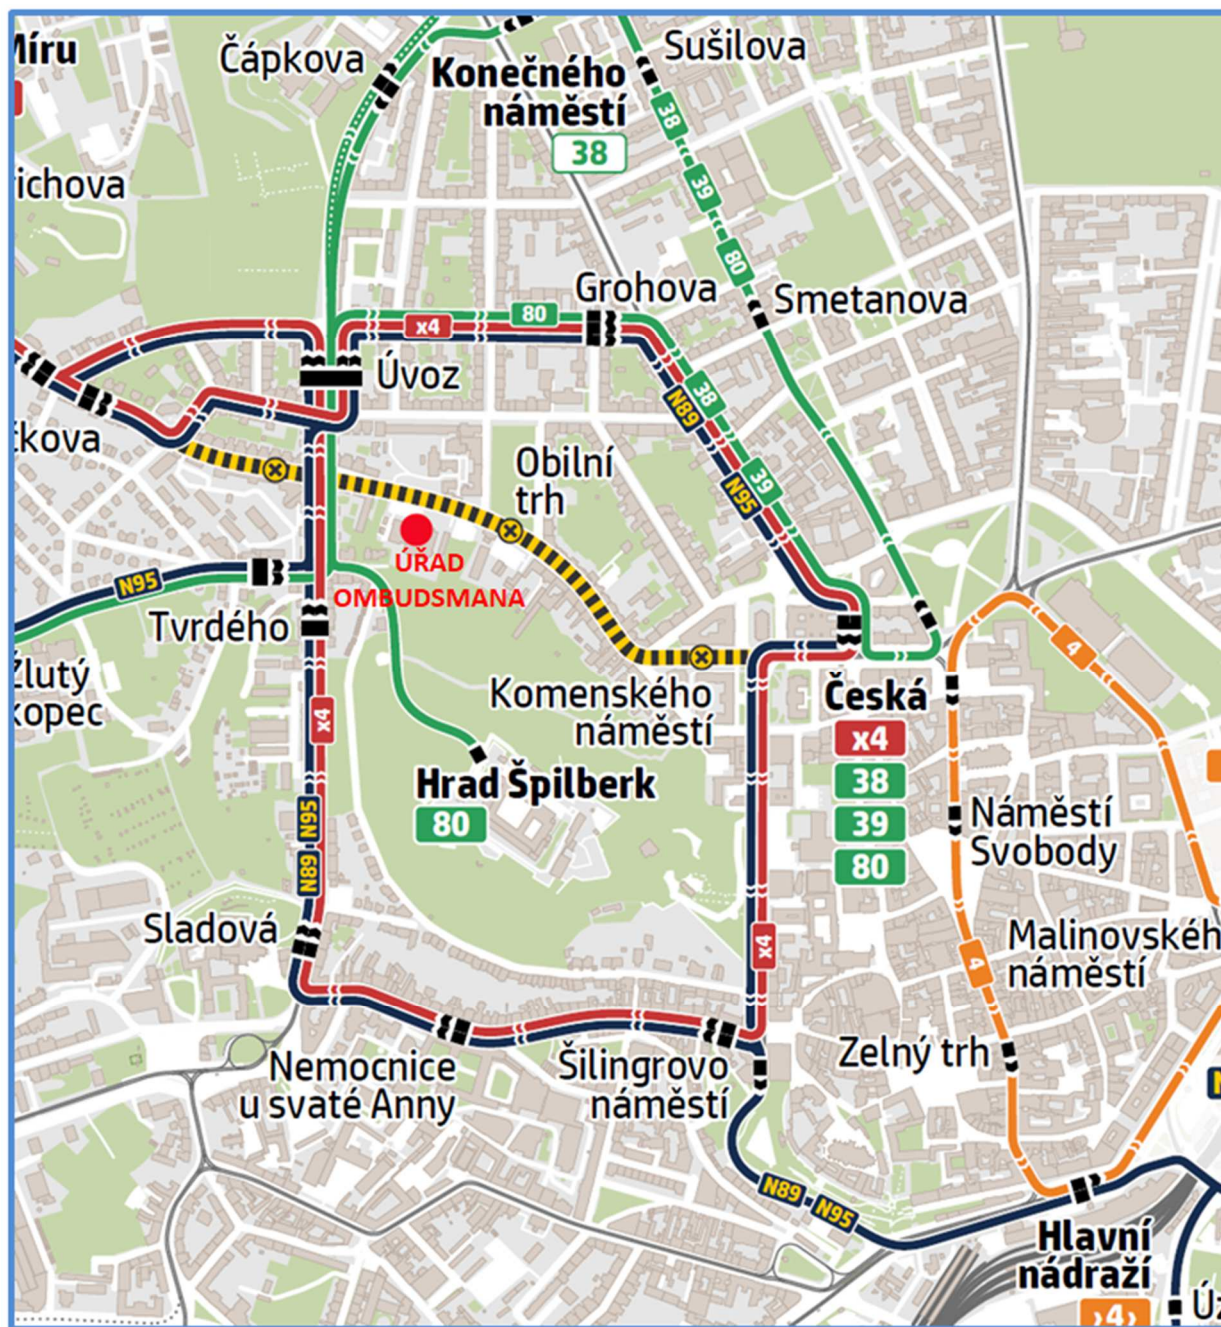 Míru
Čápkova
Konečného
náměstí
38
Sušilova
38
39
80
richova
Grohova
Smetanova
80
x4
Úvoz
38
N89
39
N95
čkova
Obilní
trh
ÚŘAD
OMBUDSMANA
N95
Tvrdého
Žlutý
kopec
x4
Komenského
náměstí
Česká
x4
38
39
80
4
Hrad Špilberk
80
N95
N89
Náměstí
Svobody
Sladová
x4
4
Malinovskéh
náměstí
Nemocnice
u svaté Anny
Šilingrovo
náměstí
Zelný trh
N89
N95
Hlavní
nádraží
›4›